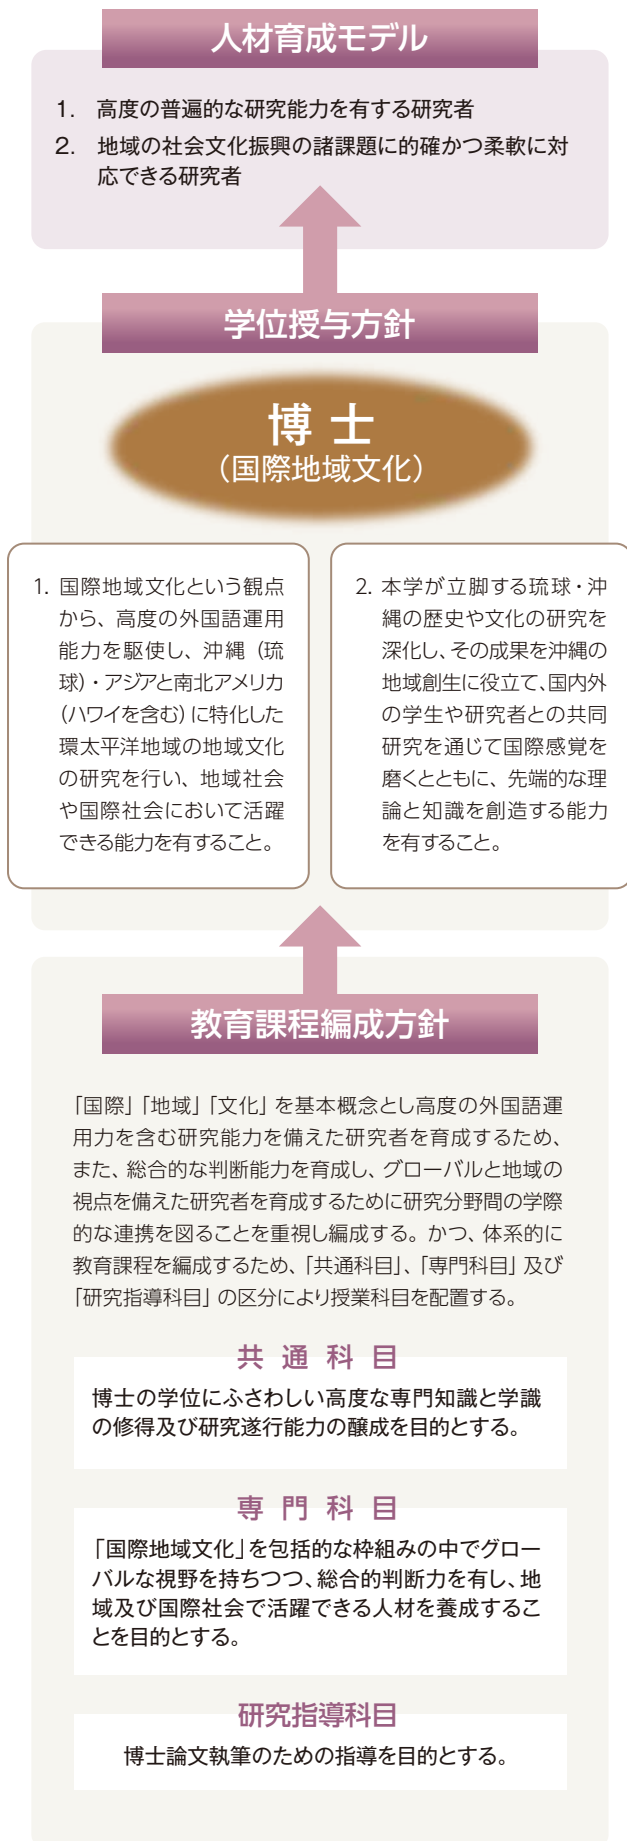 人材育成モデル
1. 高度の普遍的な研究能力を有する研究者
2. 地域の社会文化振興の諸課題に的確かつ柔軟に対
応できる研究者
学位授与方針
博 士
（国際地域文化）
1. 国際地域文化という観点
から、高度の外国語運用
能力を駆使し、沖縄（琉
球）・アジアと南北アメリカ
（ハワイを含む）に特化した
環太平洋地域の地域文化
の研究を行い、地域社会
や国際社会において活躍
できる能力を有すること。
2. 本学が立脚する琉球・沖
縄の歴史や文化の研究を
深化し、その成果を沖縄の
地域創生に役立て、国内外
の学生や研究者との共同
研究を通じて国際感覚を
磨くとともに、先端的な理
論と知識を創造する能力
を有すること。
教育課程編成方針
「国際」「地域」「文化」を基本概念とし高度の外国語運
用力を含む研究能力を備えた研究者を育成するため、
また、総合的な判断能力を育成し、グローバルと地域の
視点を備えた研究者を育成するために研究分野間の学際
的な連携を図ることを重視し編成する。かつ、体系的に
教育課程を編成するため、「共通科目」、「専門科目」及び
「研究指導科目」の区分により授業科目を配置する。
共 通 科 目
博士の学位にふさわしい高度な専門知識と学識
の修得及び研究遂行能力の醸成を目的とする。
専 門 科 目
「国際地域文化」を包括的な枠組みの中でグロー
バルな視野を持ちつつ、総合的判断力を有し、地
域及び国際社会で活躍できる人材を養成するこ
とを目的とする。
研究指導科目
博士論文執筆のための指導を目的とする。